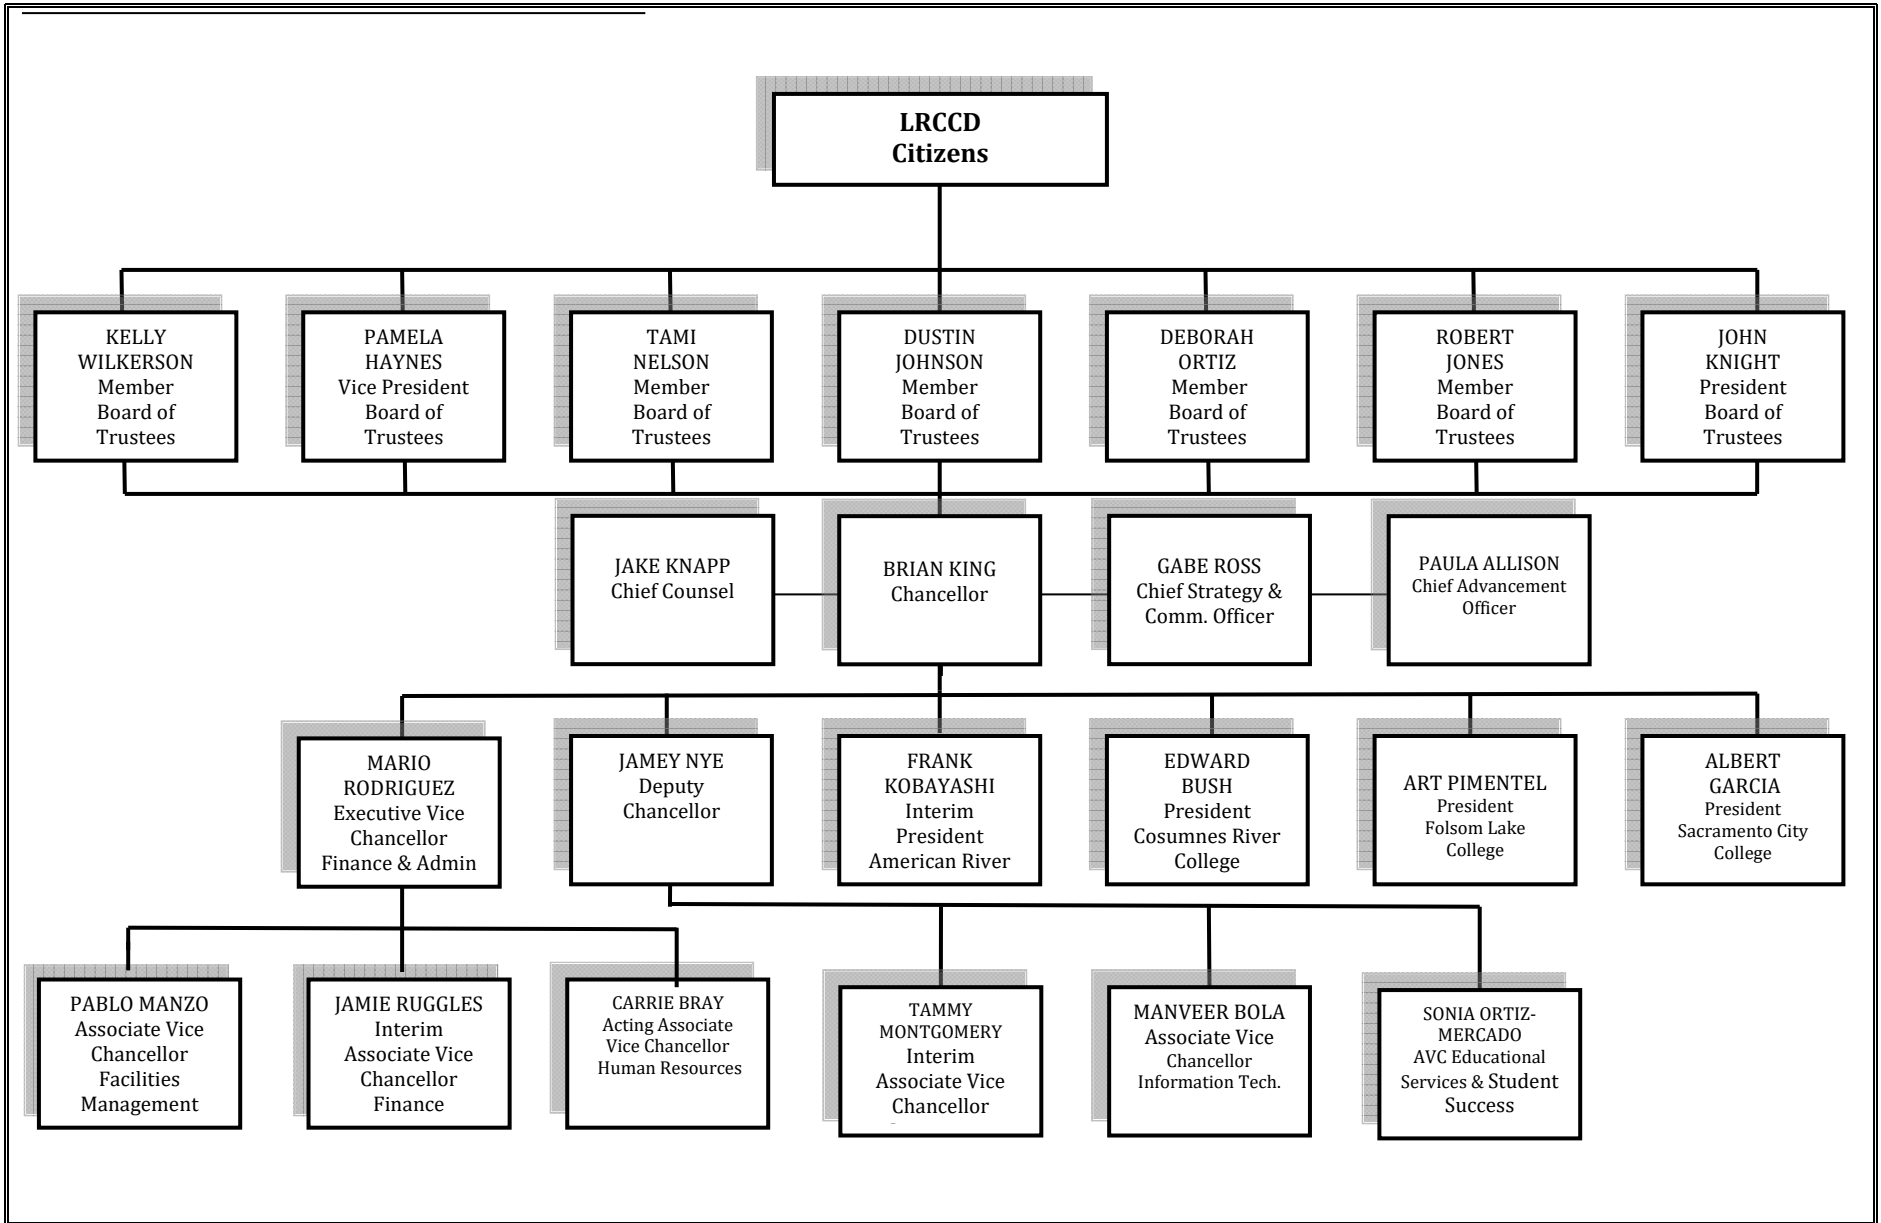 LRCCD
Citizens
KELLY
WILKERSON
Member
Board of
Trustees
PAMELA
HAYNES
Vice President
Board of
Trustees
TAMI
NELSON
Member
Board of
Trustees
DUSTIN
JOHNSON
Member
Board of
Trustees
DEBORAH
ORTIZ
Member
Board of
Trustees
ROBERT
JONES
Member
Board of
Trustees
JOHN
KNIGHT
President
Board of
Trustees
JAKE KNAPP
Chief Counsel
BRIAN KING
Chancellor
GABE ROSS
Chief Strategy &
Comm. Officer
PAULA ALLISON
Chief Advancement
Officer
MARIO
RODRIGUEZ
Executive Vice
Chancellor
Finance & Admin
JAMEY NYE
Deputy
Chancellor
FRANK
KOBAYASHI
Interim
President
American River
EDWARD
BUSH
President
Cosumnes River
College
ART PIMENTEL
President
Folsom Lake
College
ALBERT
GARCIA
President
Sacramento City
College
PABLO MANZO
Associate Vice
Chancellor
Facilities
Management
JAMIE RUGGLES
Interim
Associate Vice
Chancellor
Finance
CARRIE BRAY
Acting Associate
Vice Chancellor
Human Resources
TAMMY
MONTGOMERY
Interim
Associate Vice
Chancellor
MANVEER BOLA
Associate Vice
Chancellor
Information Tech.
SONIA ORTIZ-
MERCADO
AVC Educational
Services & Student
Success